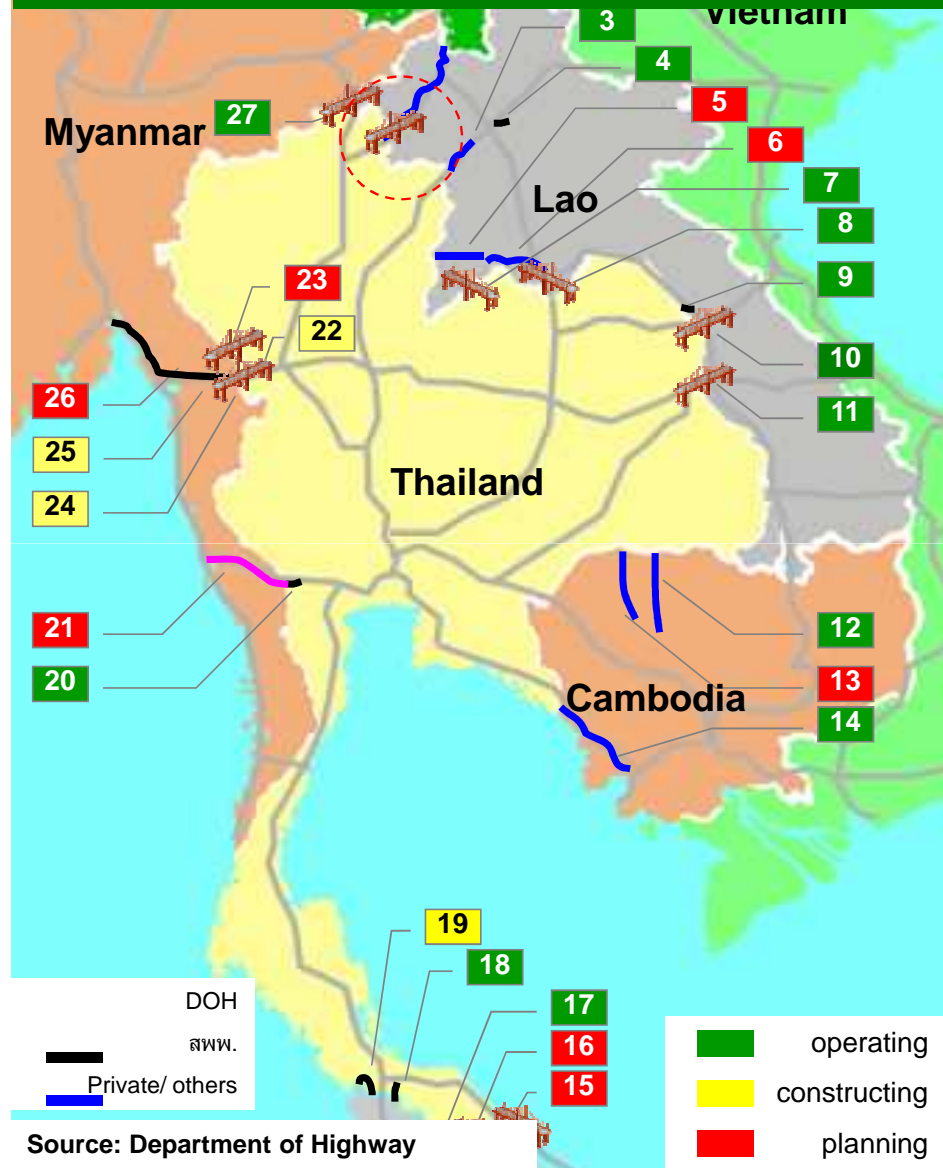 Vietnam
3
4
5
27
Myanmar
6
7
Lao
8
9
23
22
10
26
11
25
Thailand
24
21
12
20
13
Cambodia
14
19
18
DOH
17
สพพ.
16
operating
Private/ others
15
constructing
Source: Department of Highway
planning